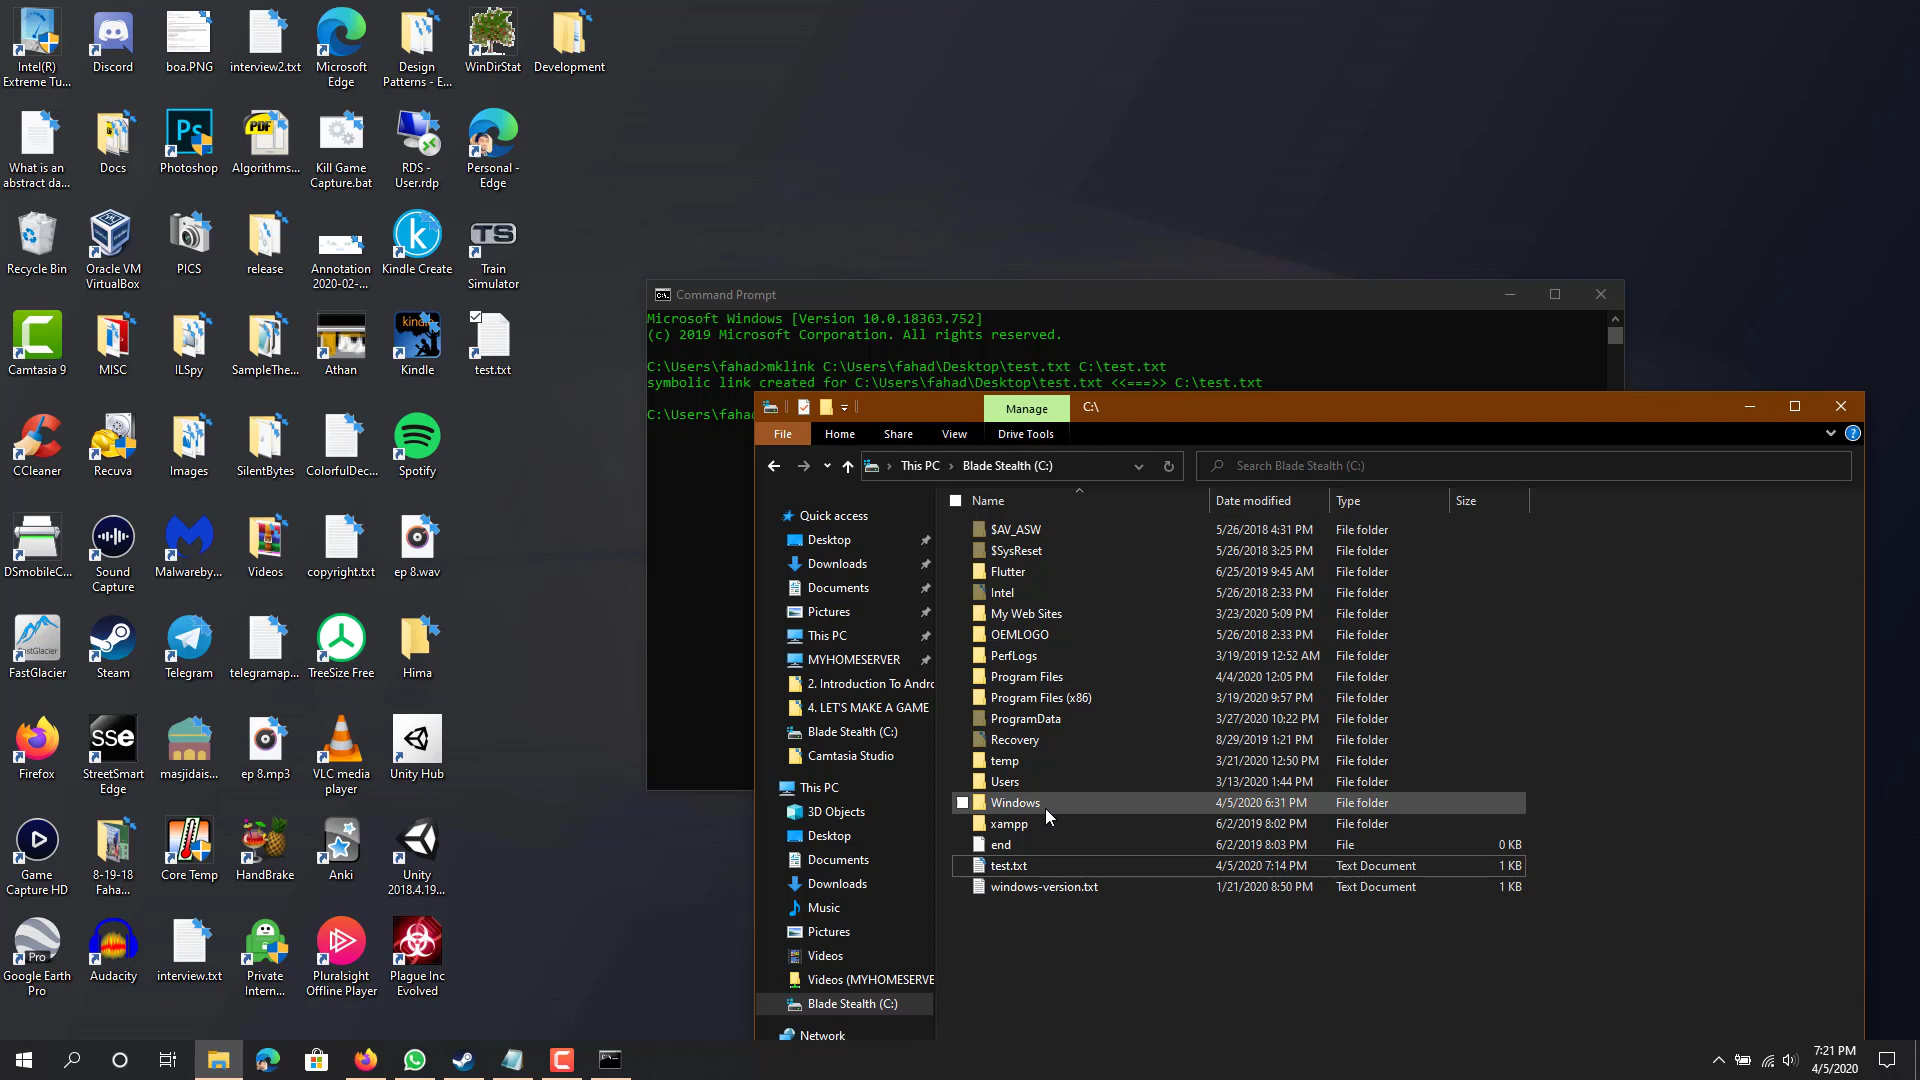 Intel(R)
Extreme Tu...
Discord
boa.PNG
interview2.txt
Microsoft
Edge
Design
Patterns - E...
WinDirStat
Development
What is an
abstract da...
Docs
Photoshop
Algorithms...
Kill Game
Capture.bat
RDS -
User.rdp
Personal -
Edge
Recycle Bin
Oracle VM
VirtualBox
PICS
release
Annotation
2020-02-...
Kindle Create
Train
Simulator
Camtasia 9
MISC
ILSpy
SampleThe...
Athan
Kindle
test.txt
CCleaner
Recuva
Images
SilentBytes
ColorfulDec...
Spotify
DSmobileC...
Sound
Capture
Malwareby...
Videos
copyright.txt
ep 8.wav
FastGlacier
Steam
Telegram
telegramap...
TreeSize Free
Hima
Firefox
StreetSmart
Edge
masjidais...
ep 8.mp3
VLC media
player
Unity Hub
Game
Capture HD
8-19-18
Faha...
Core Temp
HandBrake
Anki
Unity
2018.4.19...
Google Earth
Pro
Audacity
interview.txt
Private
Intern...
Pluralsight
Offline Player
Plague Inc
Evolved
Command Prompt
Microsoft Windows [Version 10.0.18363.752]
(c) 2019 Microsoft Corporation. All rights reserved.
C:\Users\fahad>mklink C:\Users\fahad\Desktop\test.txt C:\test.txt
symbolic link created for C:\Users\fahad\Desktop\test.txt <<===>> C:\test.txt
C:\Users\fahad
Manage
C:\
File
Home
Share
View
Drive Tools
This PC
Blade Stealth (C:)
Search Blade Stealth (C:)
Name
Date modified
Type
Size
Quick access
Desktop
Downloads
Documents
Pictures
This PC
MYHOMESERVER
2. Introduction To Andro
4. LET'S MAKE A GAME
Blade Stealth (C:)
Camtasia Studio
This PC
3D Objects
Desktop
Documents
Downloads
Music
Pictures
Videos
Videos (MYHOMESERVE
Blade Stealth (C:)
Network
$AV_ASW 5/26/2018 4:31 PM File folder
$SysReset 5/26/2018 3:25 PM File folder
Flutter 6/25/2019 9:45 AM File folder
Intel 5/26/2018 2:33 PM File folder
My Web Sites 3/23/2020 5:09 PM File folder
OEMLOGO 5/26/2018 2:33 PM File folder
PerfLogs 3/19/2019 12:52 AM File folder
Program Files 4/4/2020 12:05 PM File folder
Program Files (x86) 3/19/2020 9:57 PM File folder
ProgramData 3/27/2020 10:22 PM File folder
Recovery 8/29/2019 1:21 PM File folder
temp 3/21/2020 12:50 PM File folder
Users 3/13/2020 1:44 PM File folder
Windows 4/5/2020 6:31 PM File folder
xampp 6/2/2019 8:02 PM File folder
end 6/2/2019 8:03 PM File 0 KB
test.txt 4/5/2020 7:14 PM Text Document 1 KB
windows-version.txt 1/21/2020 8:50 PM Text Document 1 KB
7:21 PM
4/5/2020